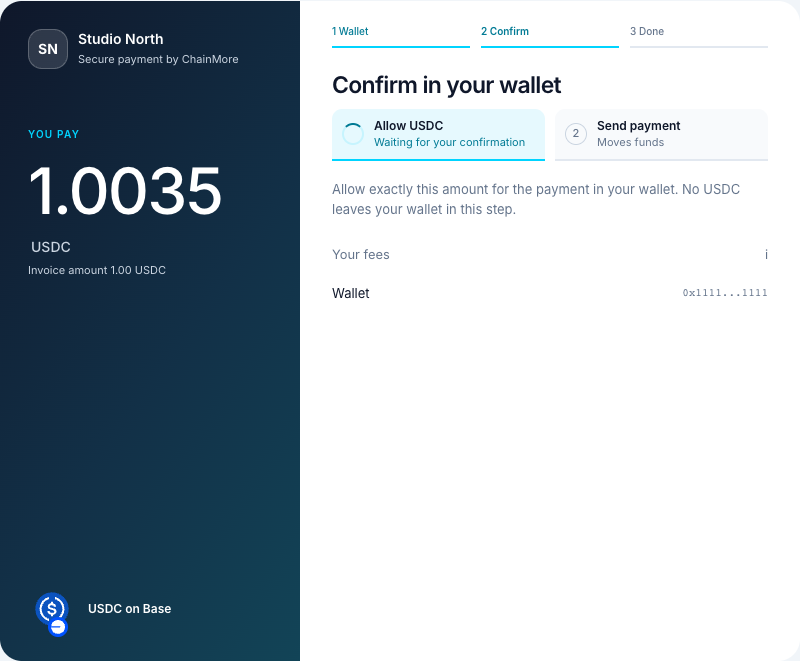 SN
Studio North
Secure payment by ChainMore
YOU PAY
1.0035
USDC
Invoice amount 1.00 USDC
USDC on Base
1 Wallet
2 Confirm
3 Done
Confirm in your wallet
Allow USDC
Waiting for your confirmation
2
Send payment
Moves funds
Allow exactly this amount for the payment in your wallet. No USDC
leaves your wallet in this step.
Your fees
i
Wallet
0x1111...1111